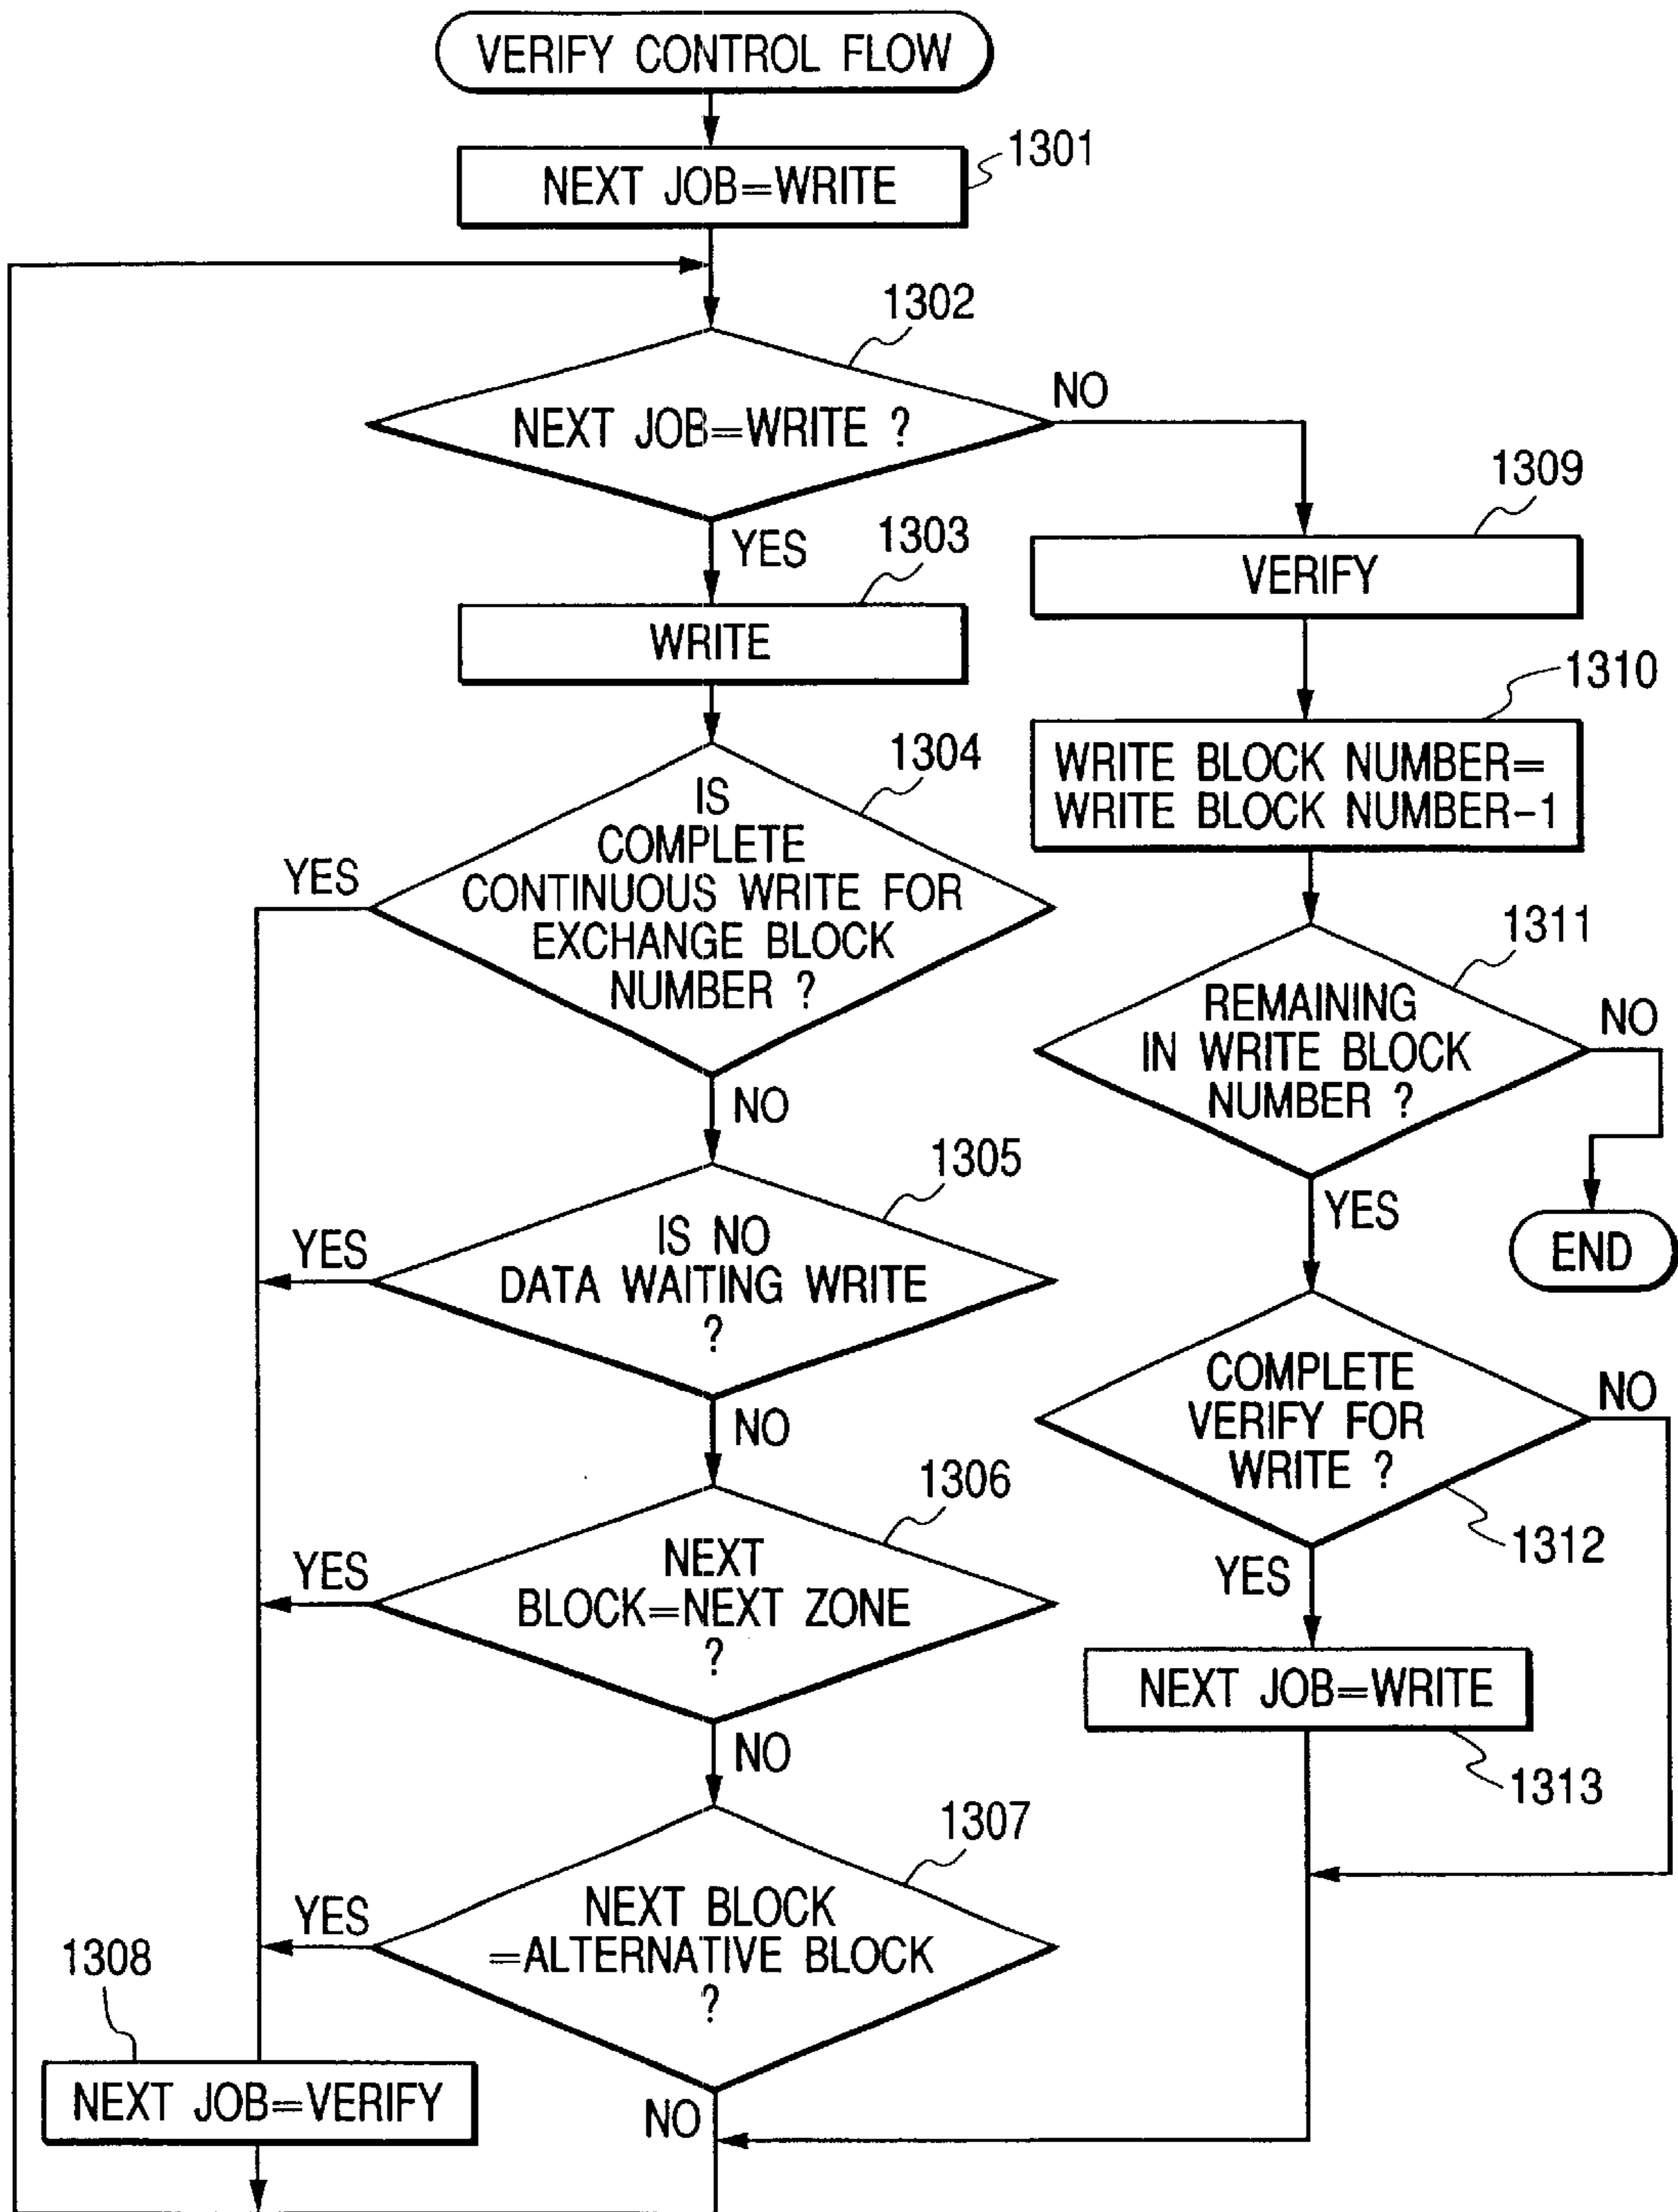 VERIFY CONTROL FLOW
1301
NEXT JOB=WRITE
1302
NEXT JOB=WRITE ?
NO
YES
1303
WRITE
1309
VERIFY
1310
WRITE BLOCK NUMBER=
WRITE BLOCK NUMBER-1
1304
IS
COMPLETE
CONTINUOUS WRITE FOR
EXCHANGE BLOCK
NUMBER ?
YES
NO
1311
REMAINING
IN WRITE BLOCK
NUMBER ?
NO
YES
END
1305
IS NO
DATA WAITING WRITE
?
YES
NO
COMPLETE
VERIFY FOR
WRITE ?
NO
1312
YES
1306
NEXT
BLOCK=NEXT ZONE
?
YES
NO
NEXT JOB=WRITE
1313
1307
NEXT BLOCK
=ALTERNATIVE BLOCK
?
YES
NO
1308
NEXT JOB=VERIFY